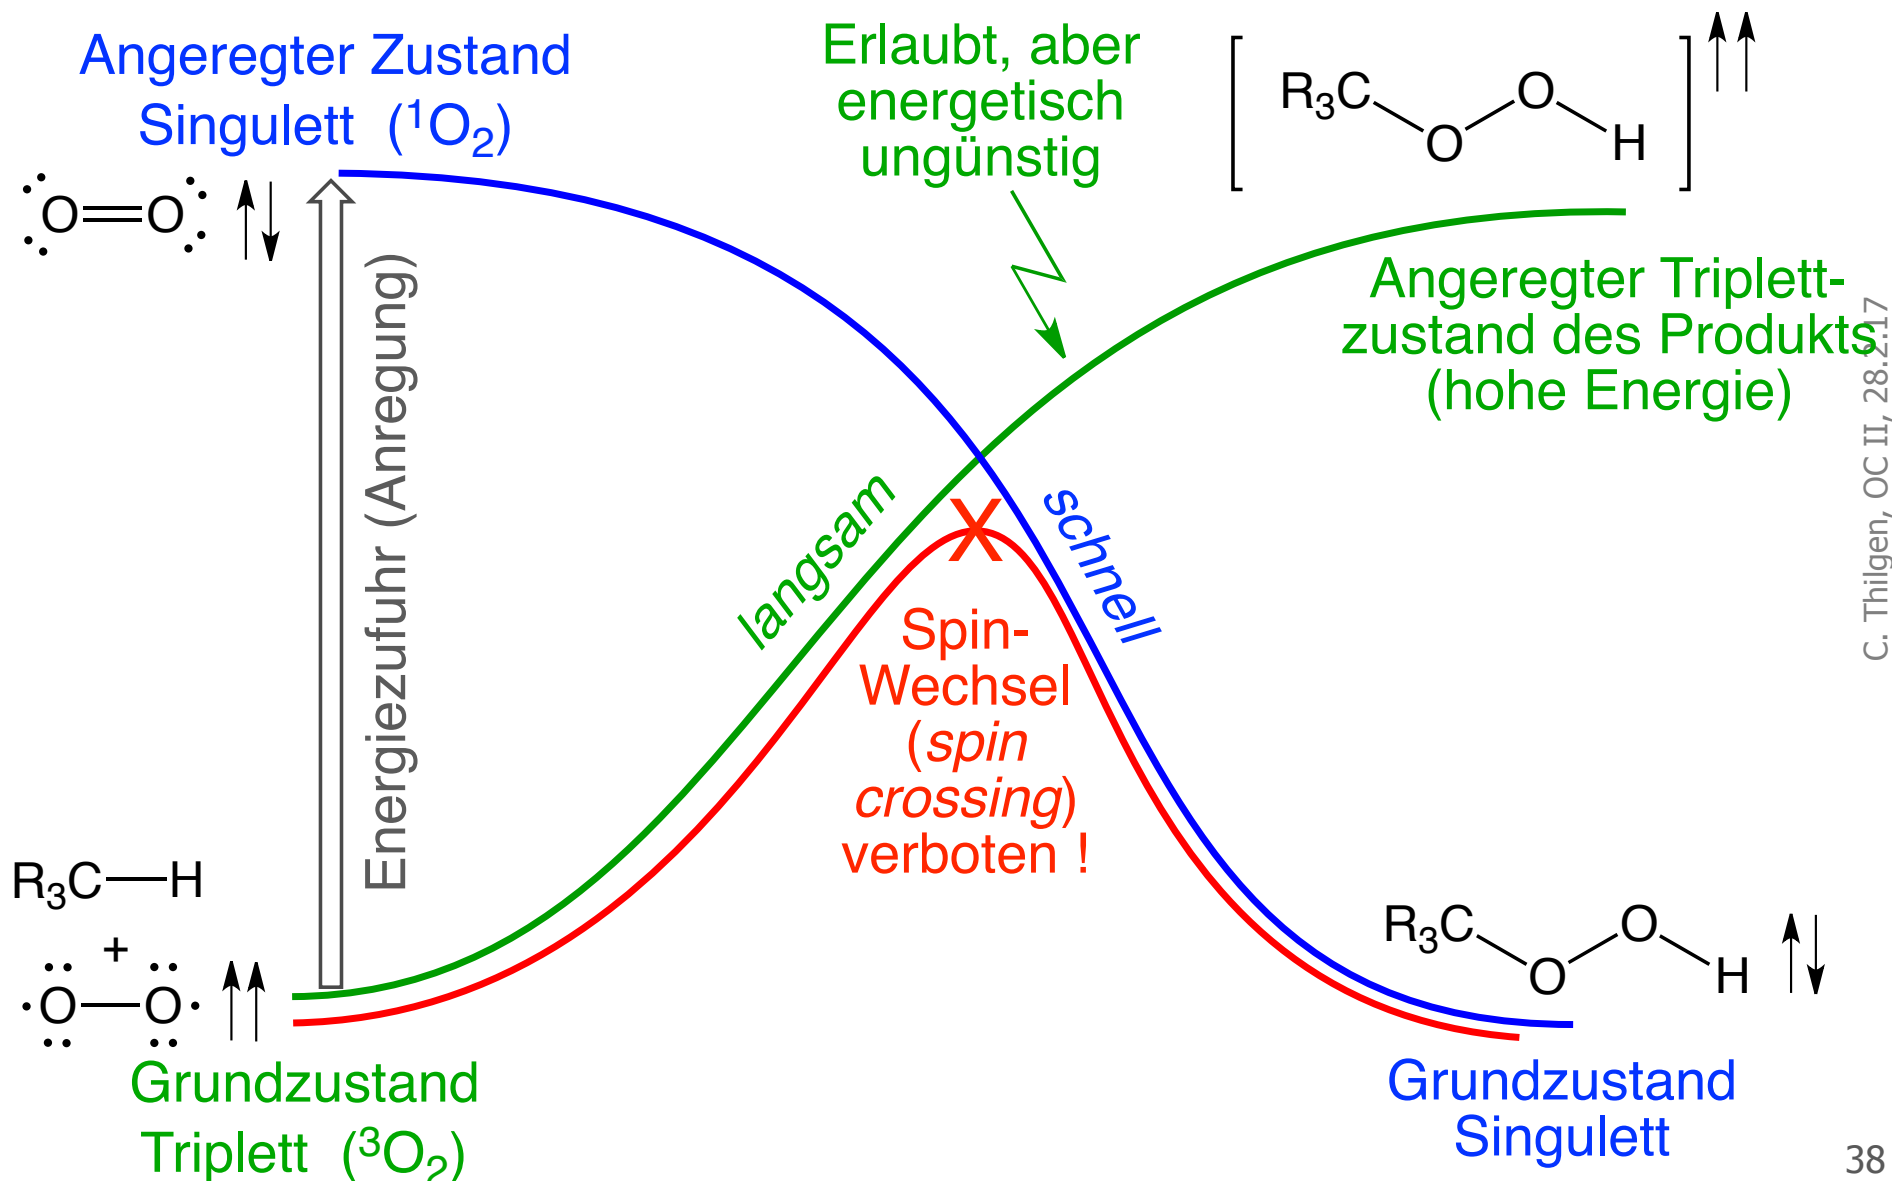 Angeregter Zustand
Singulett (¹O₂)
O=O
Energiezufuhr (Anregung)
R₃C—H
+
O—O
Grundzustand
Triplett (³O₂)
Erlaubt, aber
energetisch
ungünstig
langsam
schnell
X
Spin-
Wechsel
(spin
crossing)
verboten !
R₃C O O H
Angeregter Triplett-
zustand des Produkts
(hohe Energie)
R₃C O O H
Grundzustand
Singulett
C. Thilgen, OC II, 28.2.17
38